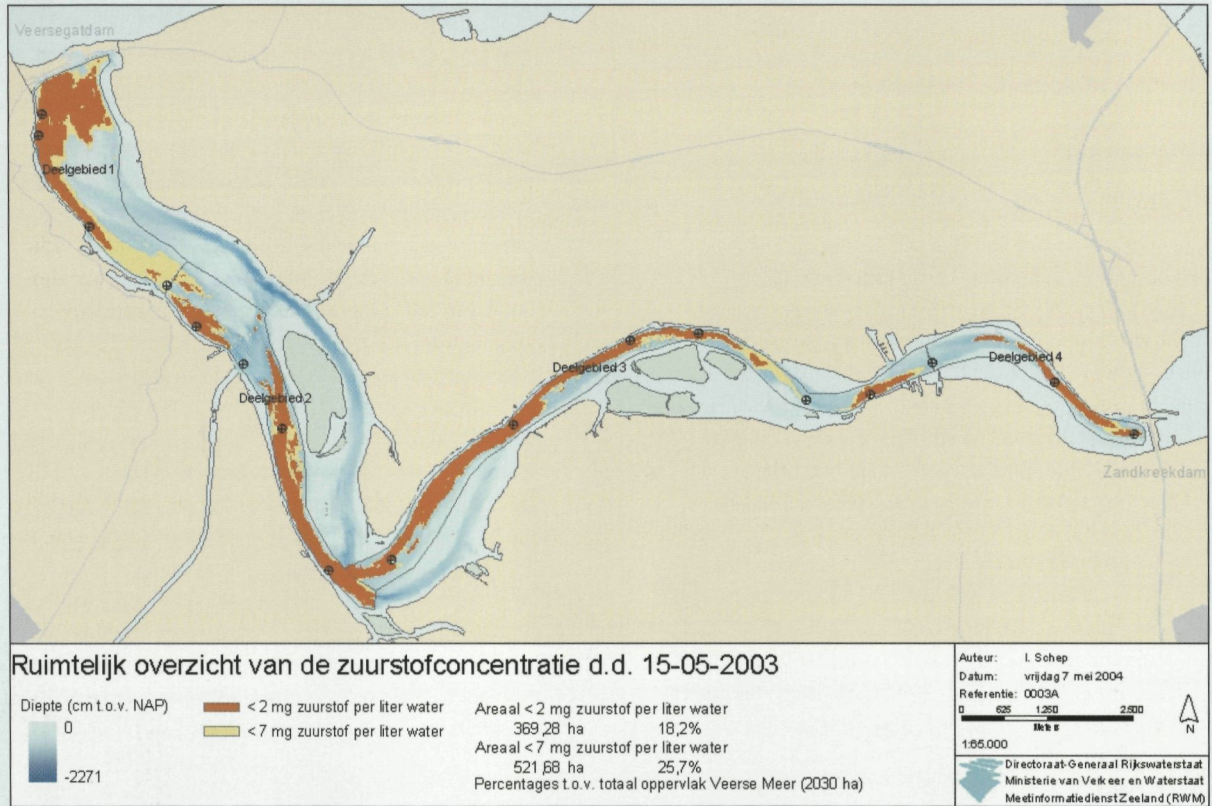 Veersegatdam
Deelgebied 1
Deelgebied 2
Deelgebied 3
Deelgebied 4
Zandkreekdam
Ruimtelijk overzicht van de zuurstofconcentratie d.d. 15-05-2003
Diepte (cm t.o.v. NAP)
0
-2271
< 2 mg zuurstof per liter water
< 7 mg zuurstof per liter water
Areaal < 2 mg zuurstof per liter water
369,28 ha 18,2%
Areaal < 7 mg zuurstof per liter water
521,68 ha 25,7%
Percentages t.o.v. totaal oppervlak Veerse Meer (2030 ha)
Auteur: I. Schep
Datum: vrijdag 7 mei 2004
Referentie: 0003A
0 625 1.250 2.500
Meters
1:65.000
N
Directoraat-Generaal Rijkswaterstaat
Ministerie van Verkeer en Waterstaat
Meetinformatiedienst Zeeland (RWM)